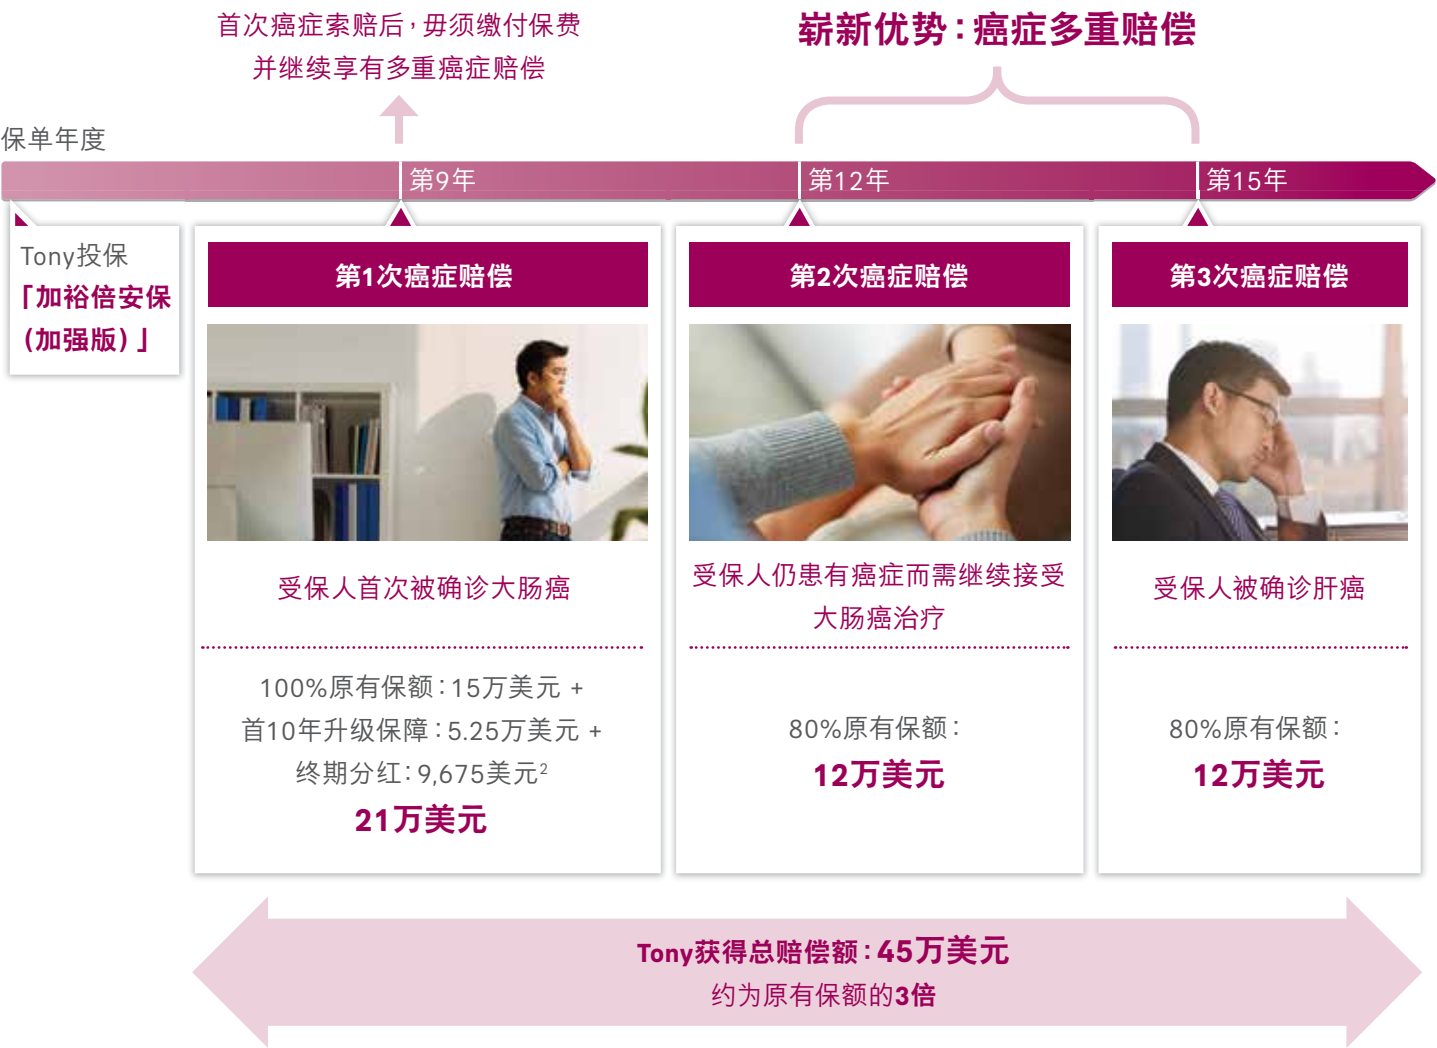 首次癌症索赔后，毋须缴付保费
并继续享有多重癌症赔偿
崭新优势：癌症多重赔偿
保单年度
第9年
第12年
第15年
Tony投保
「加裕倍安保
（加强版）」
第1次癌症赔偿
受保人首次被确诊大肠癌
100%原有保额：15万美元 +
首10年升级保障：5.25万美元 +
终期分红：9,675美元²
21万美元
第2次癌症赔偿
受保人仍患有癌症而需继续接受
大肠癌治疗
80%原有保额：
12万美元
第3次癌症赔偿
受保人被确诊肝癌
80%原有保额：
12万美元
Tony获得总赔偿额：45万美元
约为原有保额的3倍